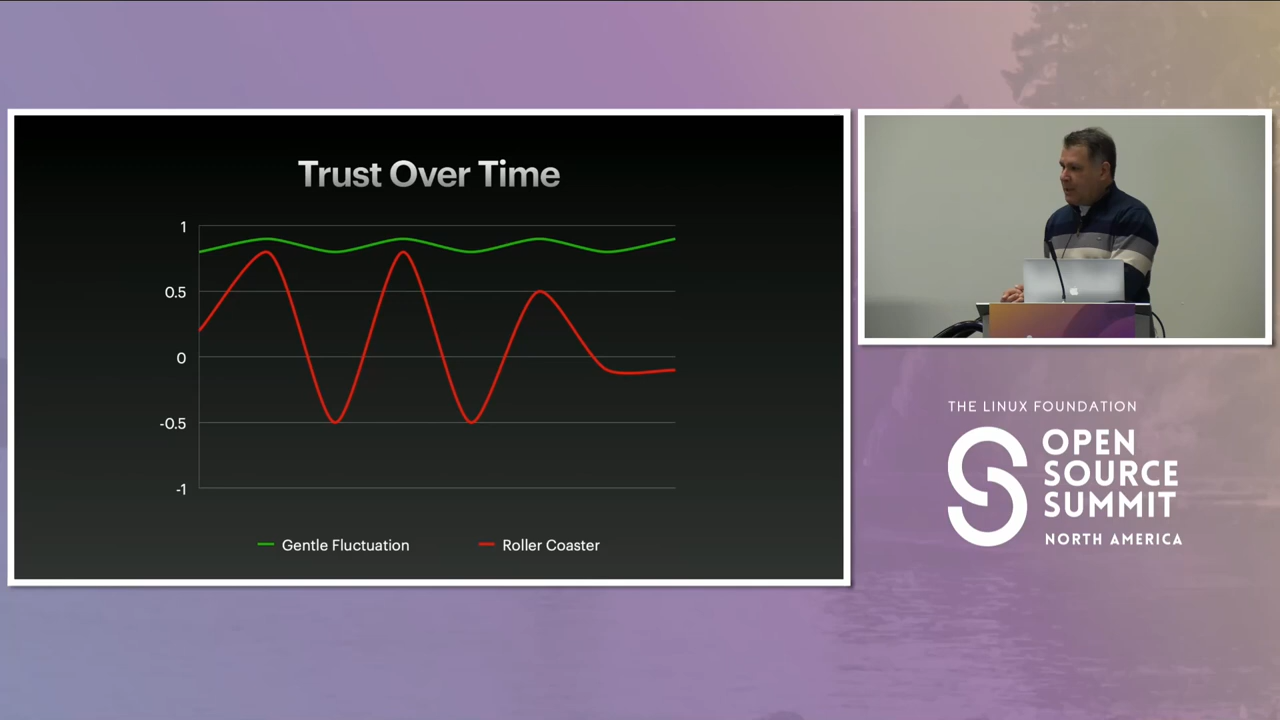 Trust Over Time
1
0.5
0
-0.5
-1
Gentle Fluctuation
Roller Coaster
THE LINUX FOUNDATION
OPEN
SOURCE
SUMMIT
NORTH AMERICA